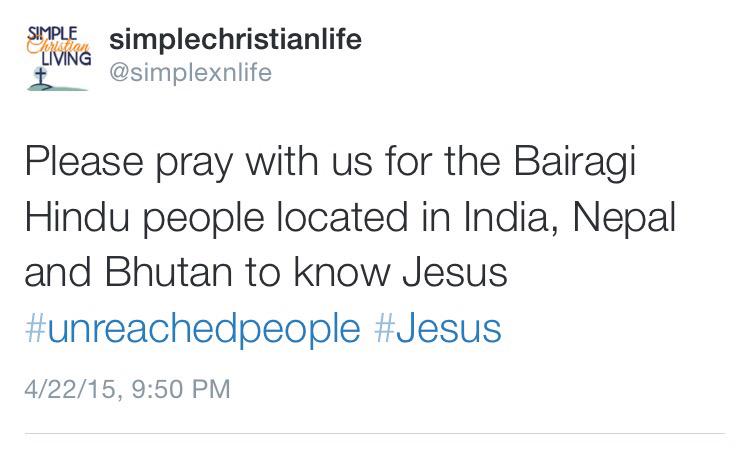 SIMPLE
Christian
LIVING
simplechristianlife
@simplexnlife
Please pray with us for the Bairagi
Hindu people located in India, Nepal
and Bhutan to know Jesus
#unreachedpeople #Jesus
4/22/15, 9:50 PM